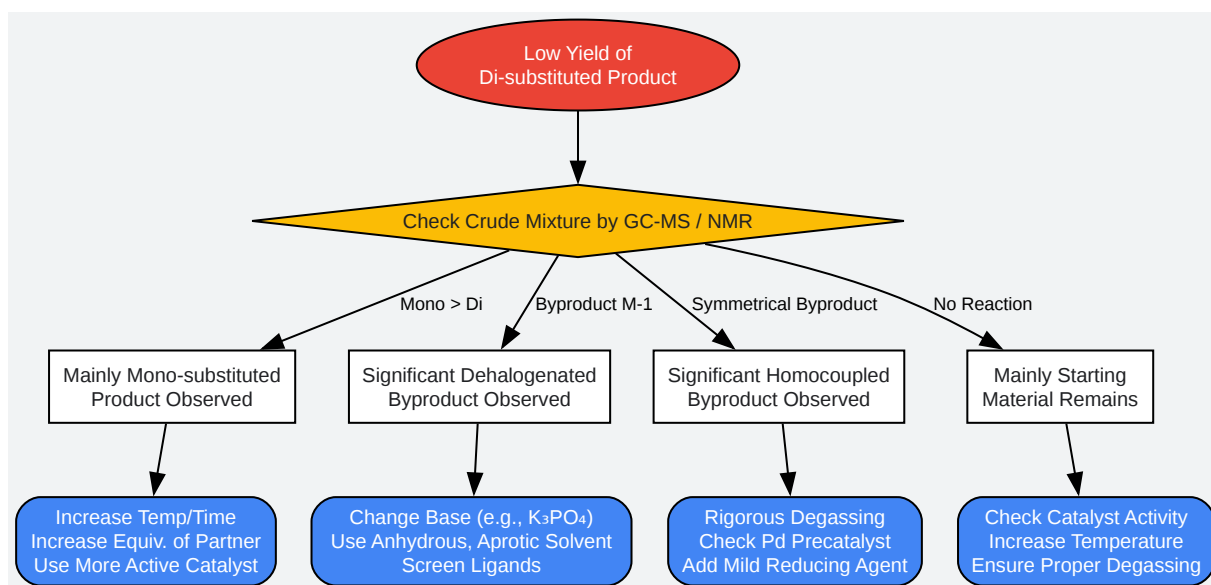 Low Yield of
Di-substituted Product
Check Crude Mixture by GC-MS / NMR
Mono > Di
Byproduct M-1
Symmetrical Byproduct
No Reaction
Mainly Mono-substituted
Product Observed
Significant Dehalogenated
Byproduct Observed
Significant Homocoupled
Byproduct Observed
Mainly Starting
Material Remains
Increase Temp/Time
Increase Equiv. of Partner
Use More Active Catalyst
Change Base (e.g., K₃PO₄)
Use Anhydrous, Aprotic Solvent
Screen Ligands
Rigorous Degassing
Check Pd Precatalyst
Add Mild Reducing Agent
Check Catalyst Activity
Increase Temperature
Ensure Proper Degassing